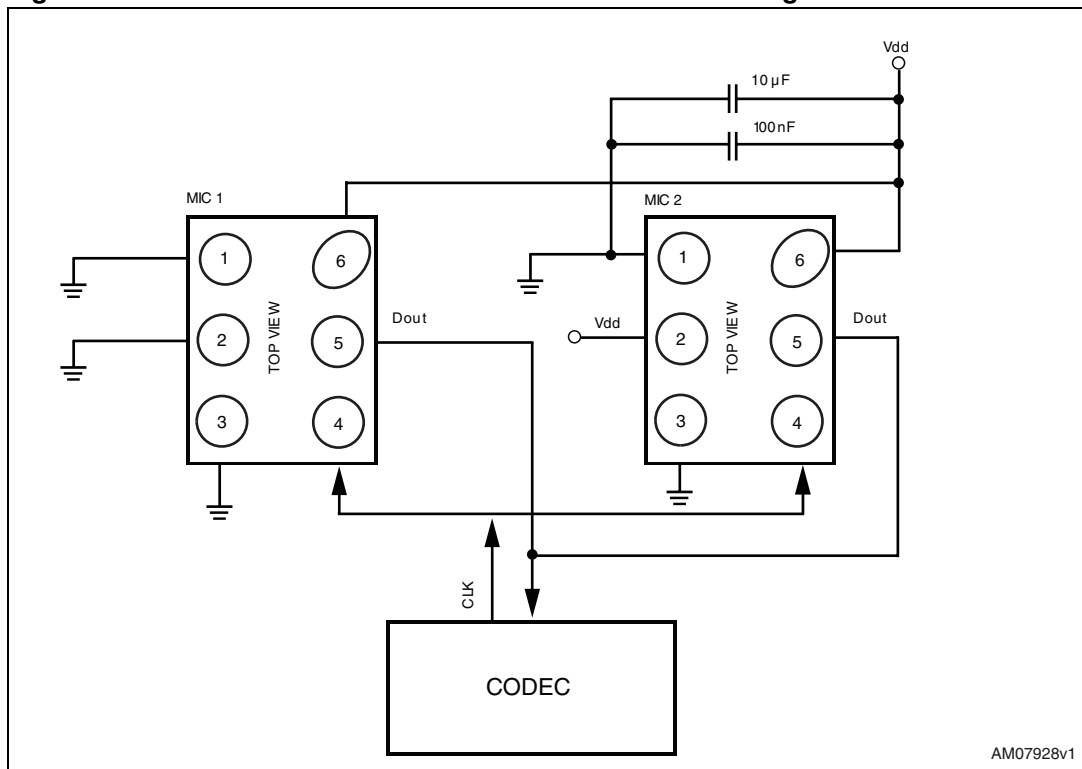 Vdd
10 µF
100nF
MIC 1
MIC 2
1
6
2
TOP VIEW
5
3
4
Dout
1
6
Vdd
2
TOP VIEW
5
3
4
Dout
CLK
CODEC
AM07928v1